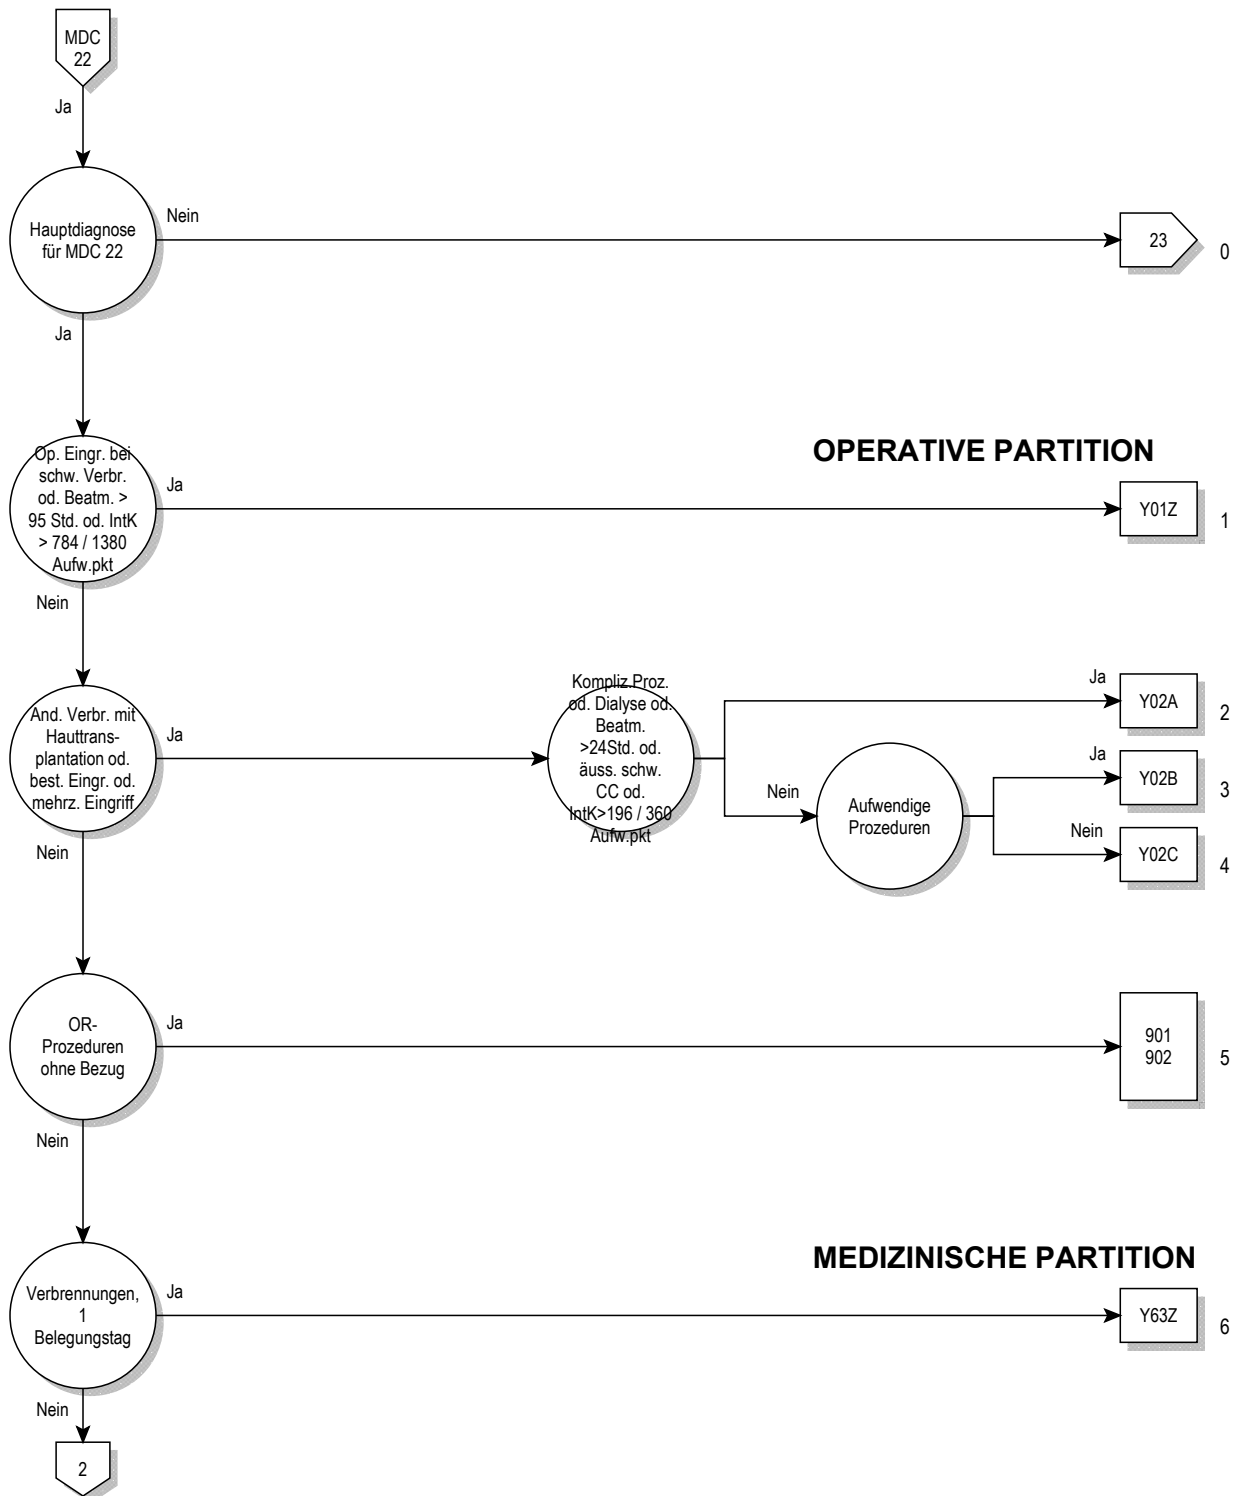 MDC
22
Ja
Hauptdiagnose
für MDC 22
Nein
23
0
Ja
OPERATIVE PARTITION
Op. Eingr. bei
schw. Verbr.
od. Beatm. >
95 Std. od. IntK
> 784 / 1380
Aufw.pkt
Ja
Y01Z
1
Nein
And. Verbr. mit
Hauttrans-
plantation od.
best. Eingr. od.
mehrz. Eingriff
Ja
Kompliz.Proz.
od. Dialyse od.
Beatm.
>24Std. od.
äuss. schw.
CC od.
IntK>196 / 360
Aufw.pkt
Ja
Y02A
2
Nein
Aufwendige
Prozeduren
Ja
Y02B
3
Nein
Y02C
4
Nein
OR-
Prozeduren
ohne Bezug
Ja
901
902
5
Nein
MEDIZINISCHE PARTITION
Verbrennungen,
1
Belegungstag
Ja
Y63Z
6
Nein
2